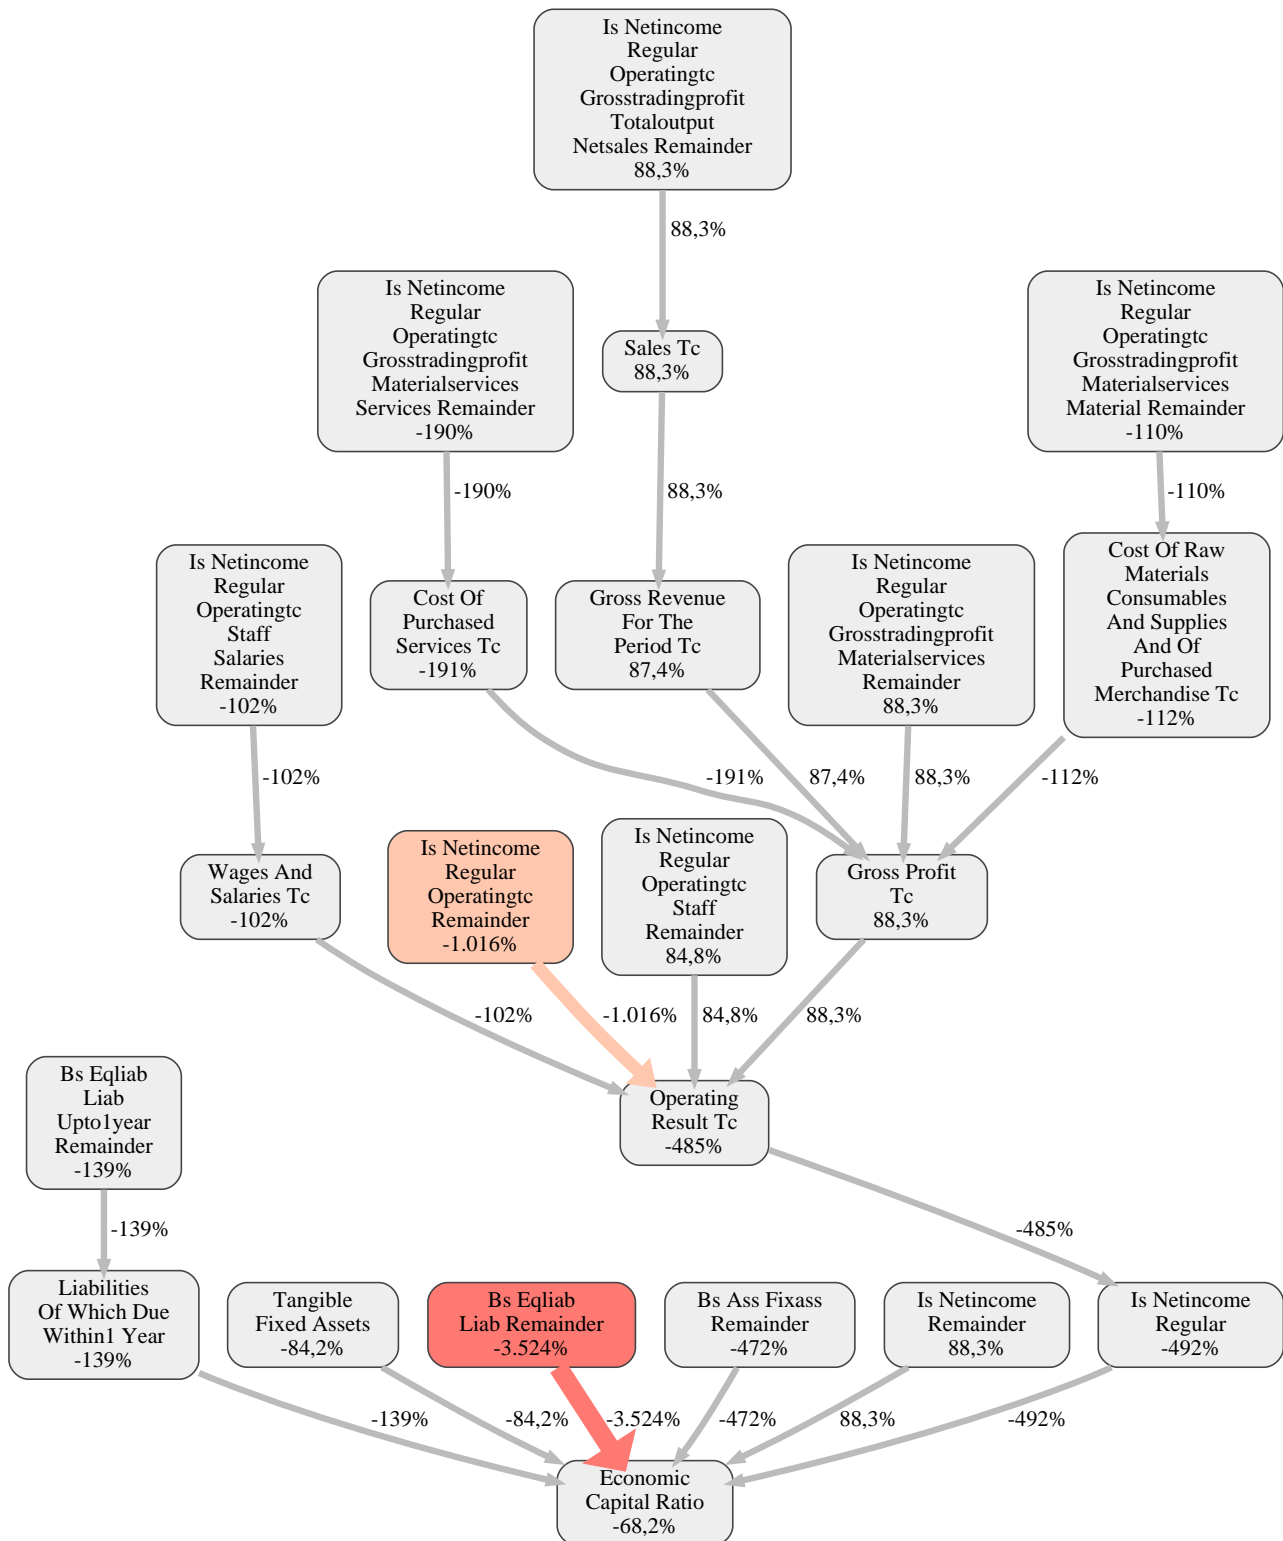 Is Netincome
Regular
Operatingtc
Grosstradingprofit
Totaloutput
Netsales Remainder
88,3%
88,3%
Is Netincome
Regular
Operatingtc
Grosstradingprofit
Materialservices
Services Remainder
-190%
Sales Tc
88,3%
Is Netincome
Regular
Operatingtc
Grosstradingprofit
Materialservices
Material Remainder
-110%
-190%
88,3%
-110%
Is Netincome
Regular
Operatingtc
Staff
Salaries
Remainder
-102%
Cost Of
Purchased
Services Tc
-191%
Gross Revenue
For The
Period Tc
87,4%
Is Netincome
Regular
Operatingtc
Grosstradingprofit
Materialservices
Remainder
88,3%
Cost Of Raw
Materials
Consumables
And Supplies
And Of
Purchased
Merchandise Tc
-112%
-102%
-191%
87,4%
88,3%
-112%
Wages And
Salaries Tc
-102%
Is Netincome
Regular
Operatingtc
Remainder
-1.016%
Is Netincome
Regular
Operatingtc
Staff
Remainder
84,8%
Gross Profit
Tc
88,3%
-102%
-1.016%
84,8%
88,3%
Bs Eqliab
Liab
Upto1year
Remainder
-139%
Operating
Result Tc
-485%
-139%
-485%
Liabilities
Of Which Due
Within1 Year
-139%
Tangible
Fixed Assets
-84,2%
Bs Eqliab
Liab Remainder
-3.524%
Bs Ass Fixass
Remainder
-472%
Is Netincome
Remainder
88,3%
Is Netincome
Regular
-492%
-139%
-84,2%
-3.524%
-472%
88,3%
-492%
Economic
Capital Ratio
-68,2%